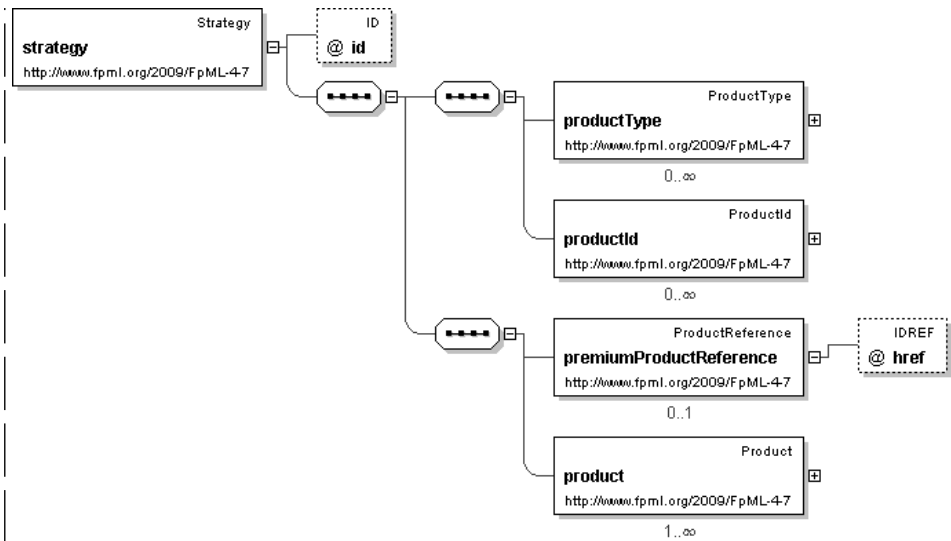 Strategy
strategy
http://www.fpml.org/2009/FpML-4-7
ID
@ id
ProductType
productType
http://www.fpml.org/2009/FpML-4-7
0..∞
ProductId
productId
http://www.fpml.org/2009/FpML-4-7
0..∞
ProductReference
premiumProductReference
http://www.fpml.org/2009/FpML-4-7
0..1
IDREF
@ href
Product
product
http://www.fpml.org/2009/FpML-4-7
1..∞